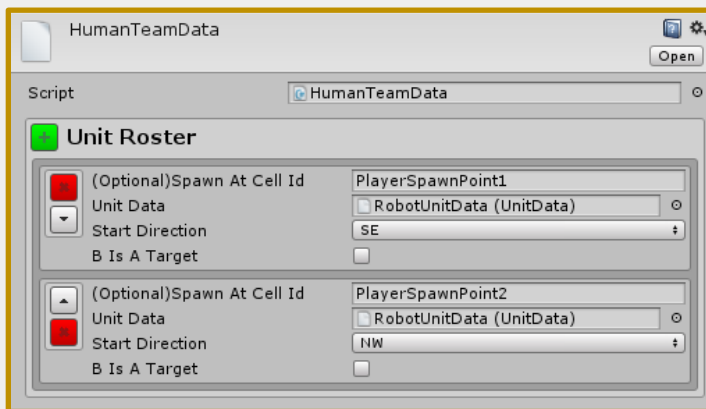 HumanTeamData
Open
Script HumanTeamData
Unit Roster
(Optional)Spawn At Cell Id PlayerSpawnPoint1
Unit Data RobotUnitData (UnitData)
Start Direction SE
B Is A Target
(Optional)Spawn At Cell Id PlayerSpawnPoint2
Unit Data RobotUnitData (UnitData)
Start Direction NW
B Is A Target